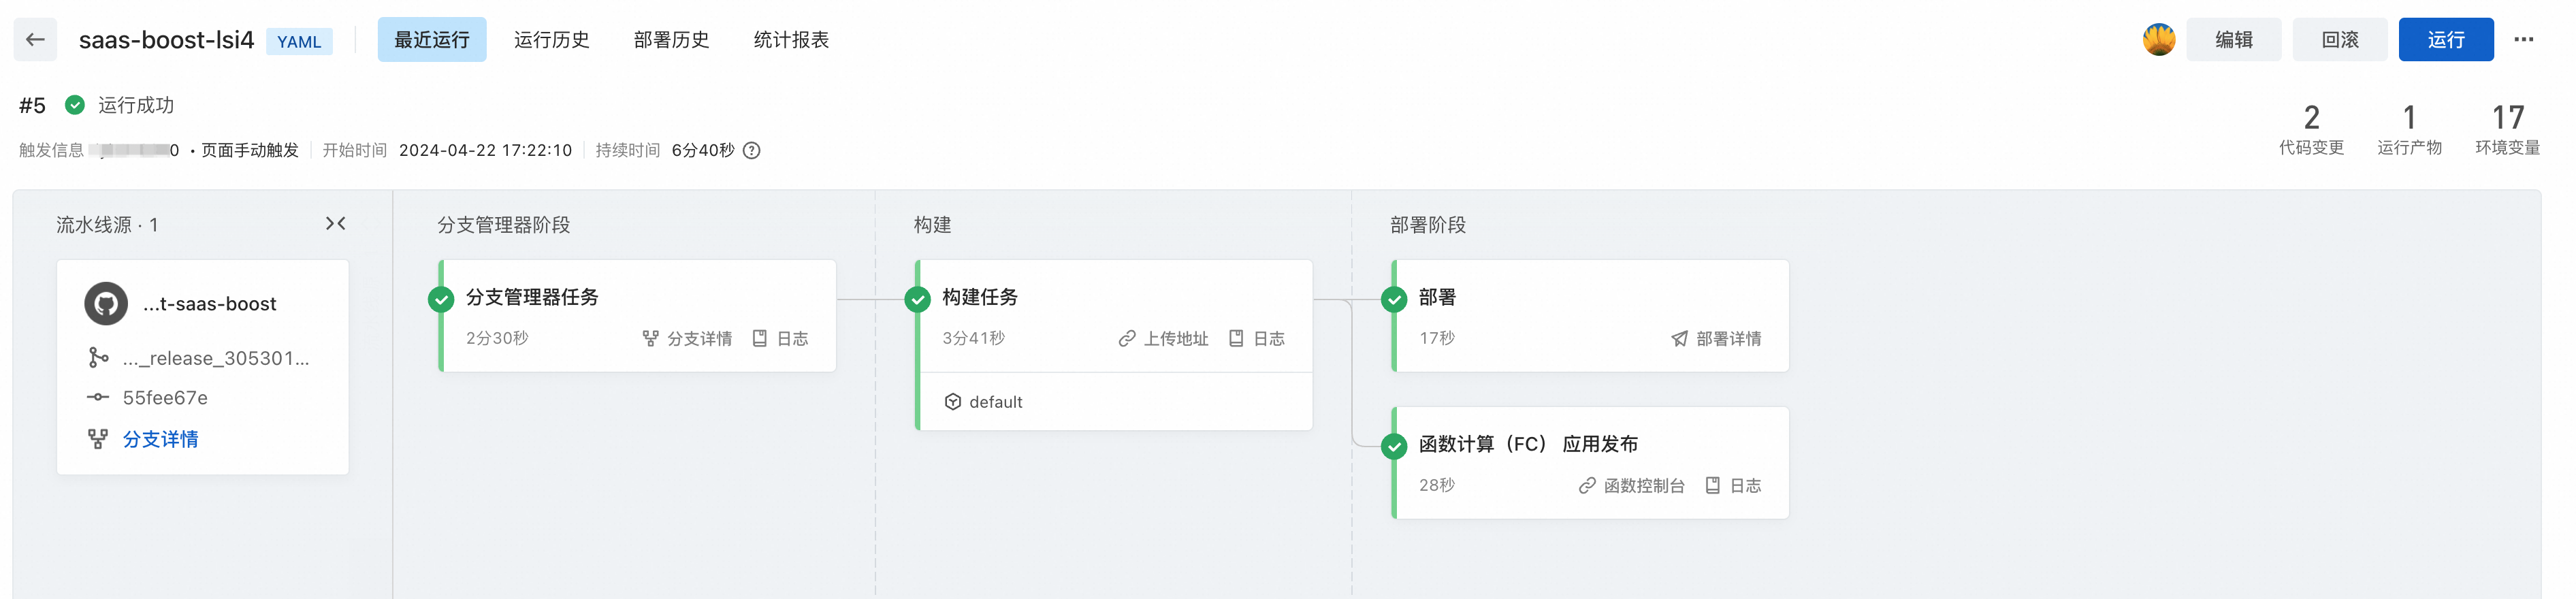 saas-boost-lsi4 YAML 最近运行 运行历史 部署历史 统计报表 编辑 回滚 运行
#5 运行成功
触发信息 0 · 页面手动触发 开始时间 2024-04-22 17:22:10 持续时间 6分40秒
2 代码变更
1 运行产物
17 环境变量
流水线源 · 1
...t-saas-boost
..._release_305301...
55fee67e
分支详情
分支管理器阶段
分支管理器任务
2分30秒 分支详情 日志
构建
构建任务
3分41秒 上传地址 日志
default
部署阶段
部署
17秒 部署详情
函数计算（FC） 应用发布
28秒 函数控制台 日志